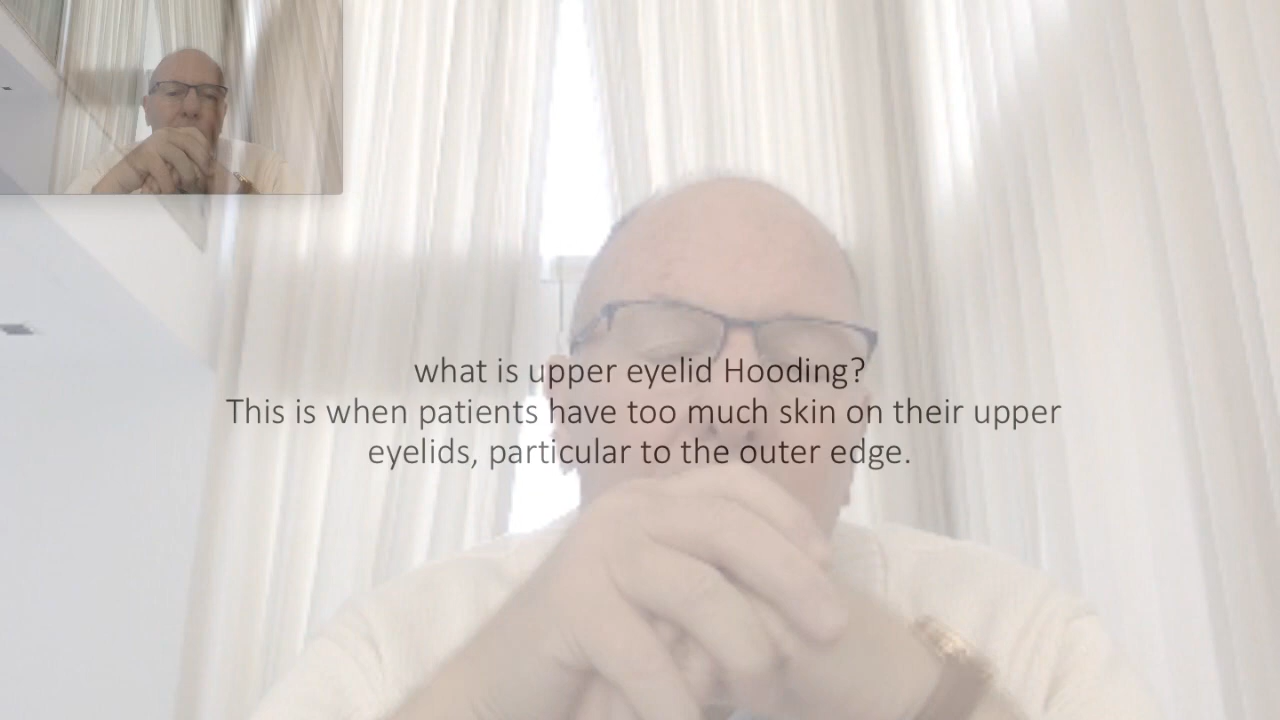 what is upper eyelid Hooding?
This is when patients have too much skin on their upper
eyelids, particular to the outer edge.